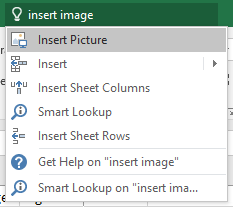 insert image
Insert Picture
Insert
Insert Sheet Columns
Smart Lookup
Insert Sheet Rows
Get Help on "insert image"
Smart Lookup on "insert ima...